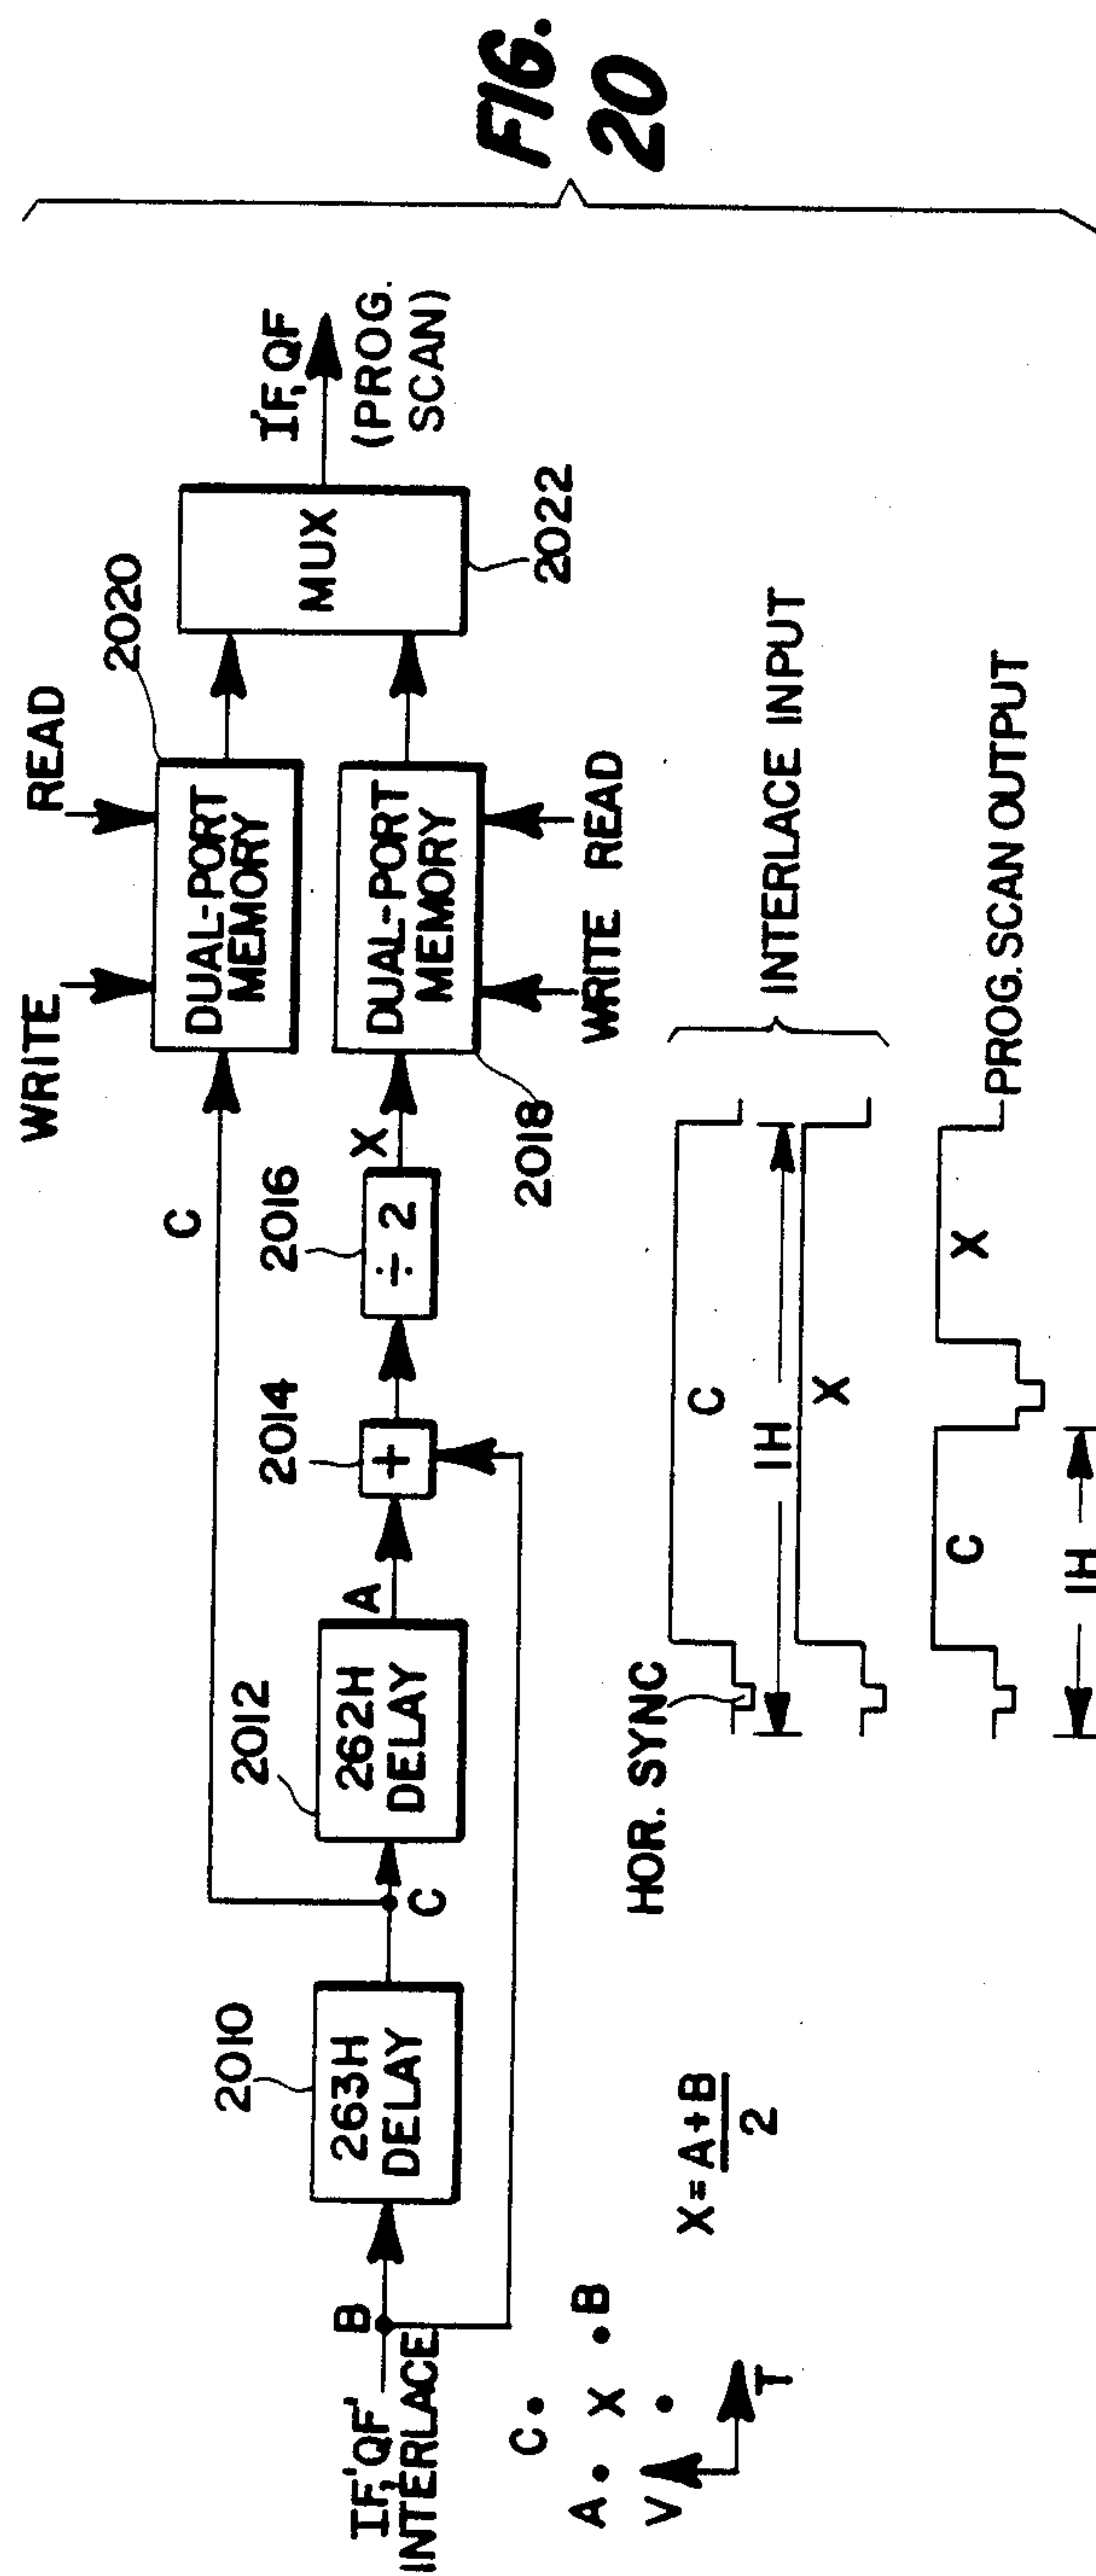 FIG.
20
IF,' QF'
INTERLACE
B
263H
DELAY
2010
C
262H
DELAY
2012
A
+
2014
÷ 2
2016
X
C
WRITE
READ
DUAL-PORT
MEMORY
2020
DUAL-PORT
MEMORY
2018
WRITE
READ
MUX
2022
I'F, QF
(PROG.
SCAN)
C
A
X
B
V
T
X = A+B
2
HOR. SYNC
C
1H
X
INTERLACE INPUT
C
X
PROG. SCAN OUTPUT
1H